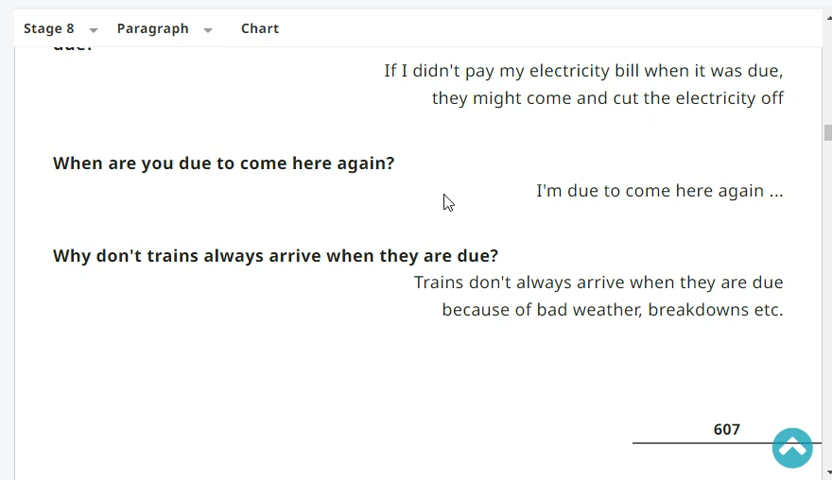 Stage 8 Paragraph Chart
due?
If I didn't pay my electricity bill when it was due,
they might come and cut the electricity off
When are you due to come here again?
I'm due to come here again ...
Why don't trains always arrive when they are due?
Trains don't always arrive when they are due
because of bad weather, breakdowns etc.
607